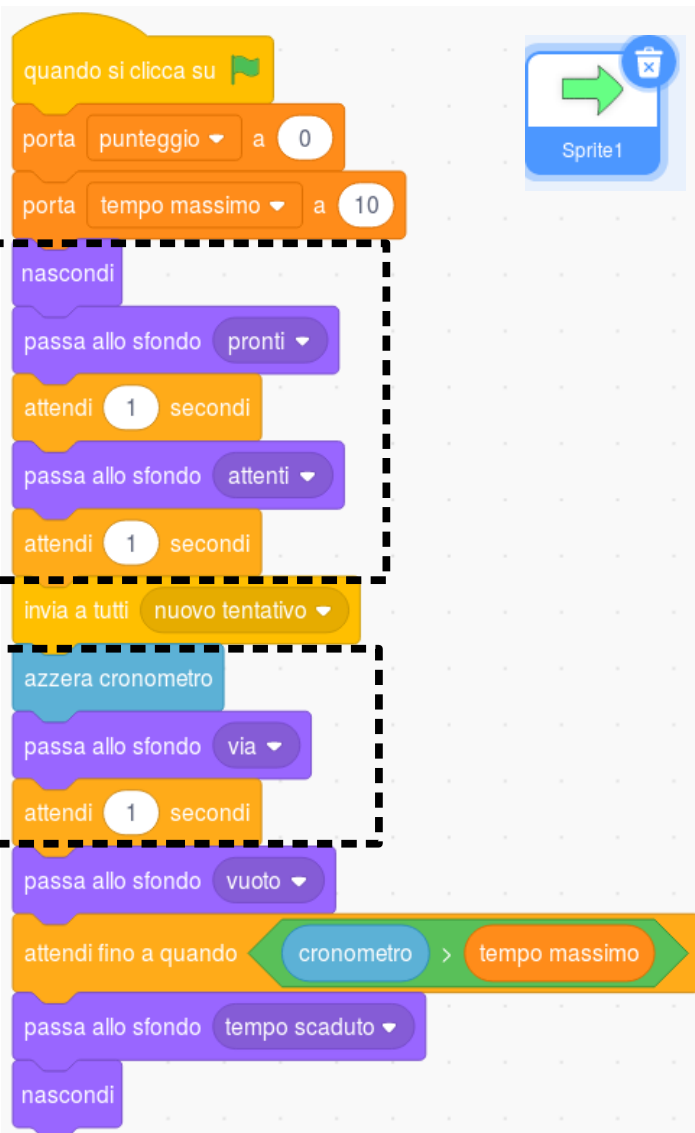 quando si clicca su
porta punteggio a 0
porta tempo massimo a 10
nascondi
passa allo sfondo pronti
attendi 1 secondi
passa allo sfondo attenti
attendi 1 secondi
invia a tutti nuovo tentativo
azzera cronometro
passa allo sfondo via
attendi 1 secondi
passa allo sfondo vuoto
attendi fino a quando cronometro > tempo massimo
passa allo sfondo tempo scaduto
nascondi
Sprite1